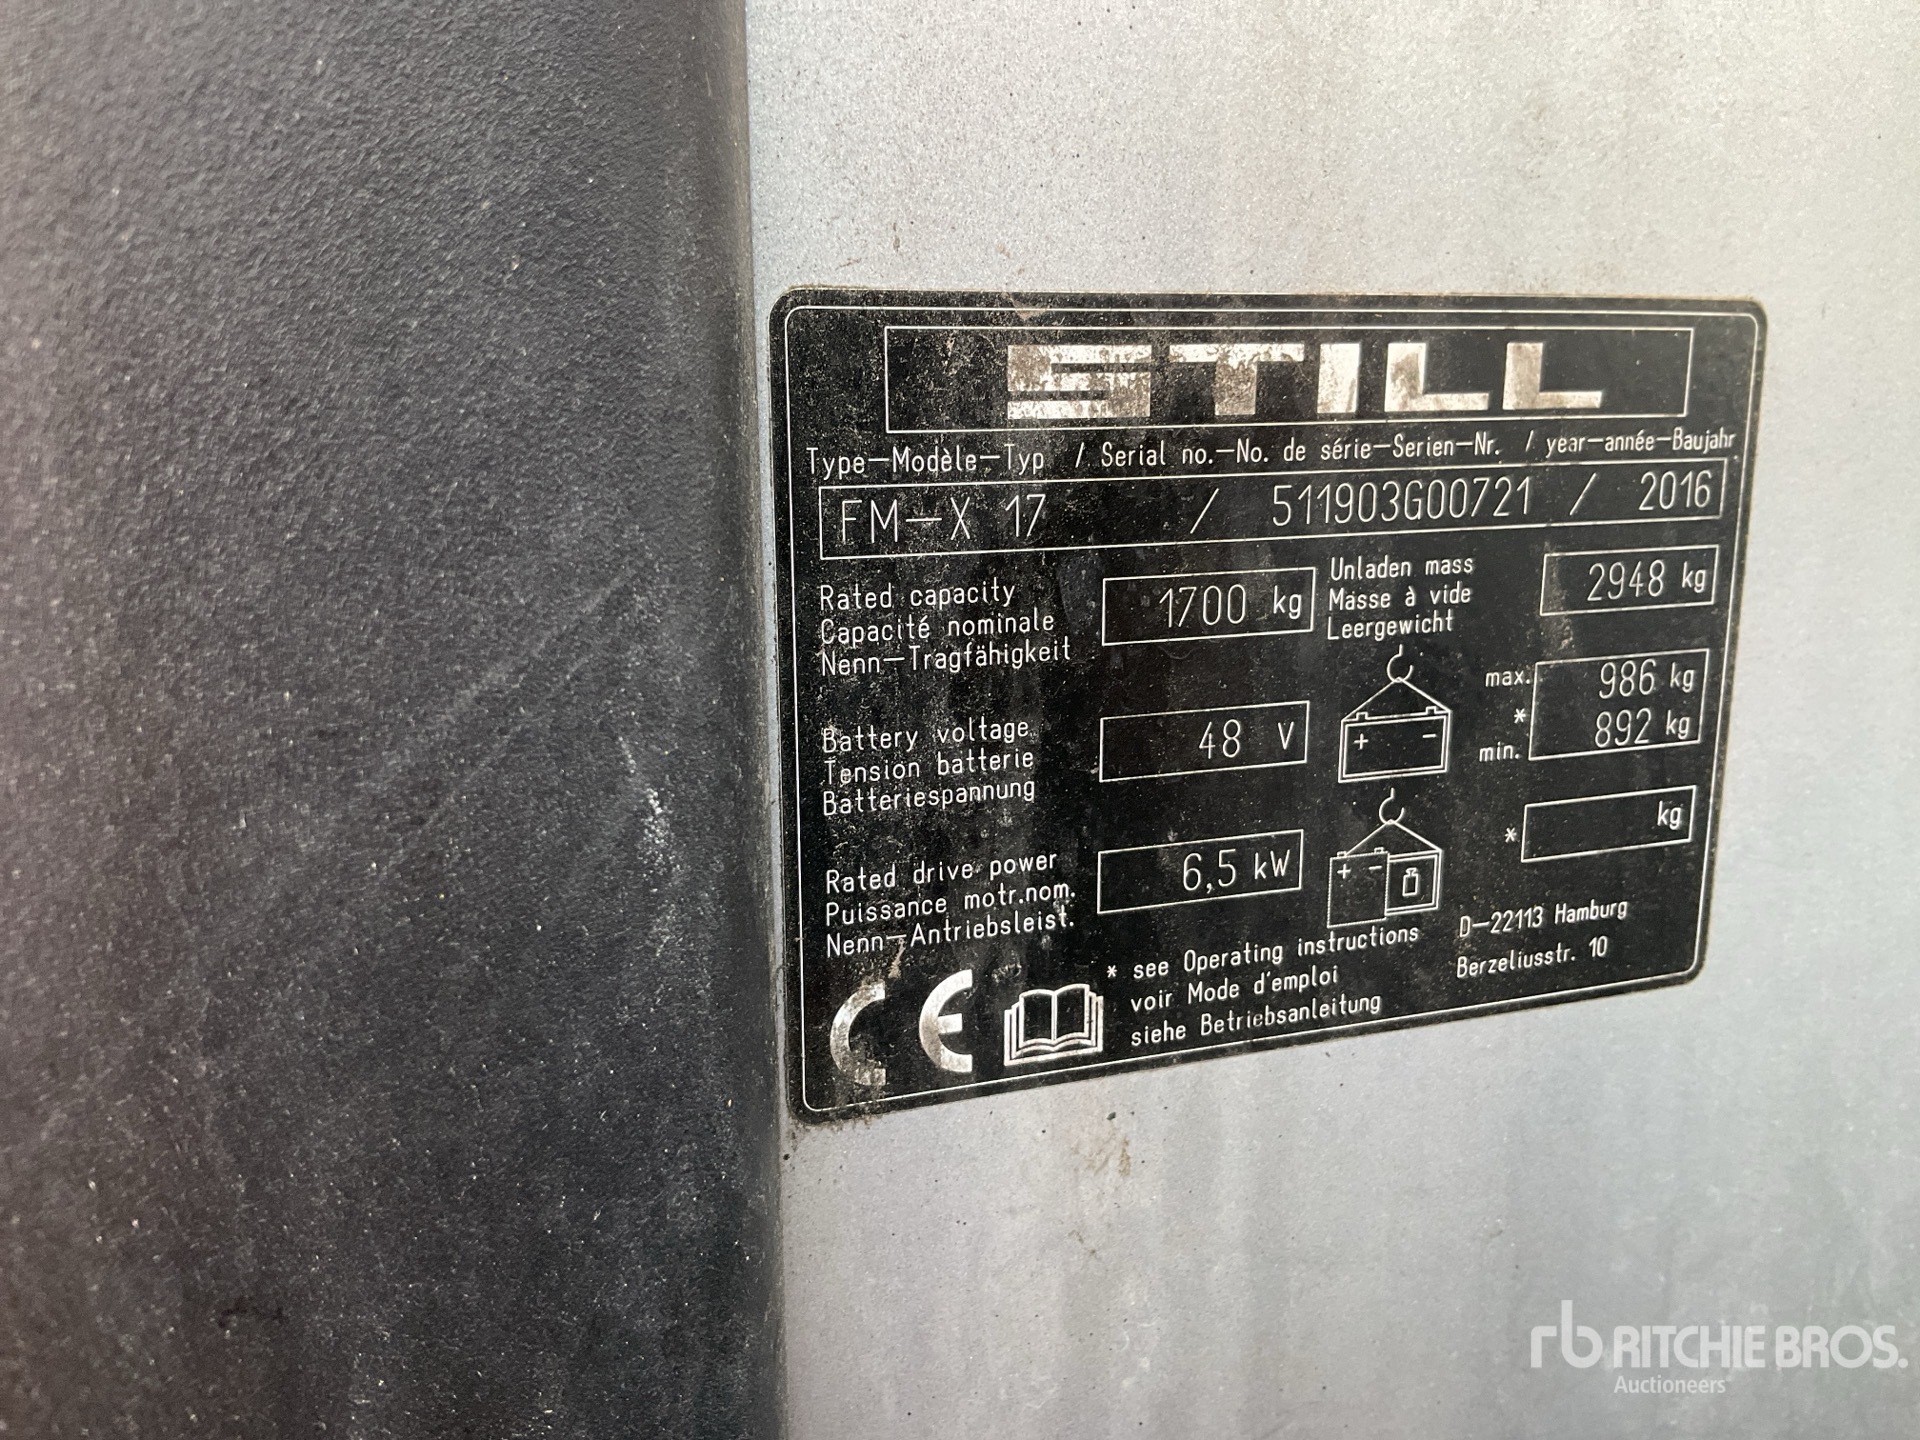 STILL
Type-Modèle-Typ / Serial no.-No. de série-Serien-Nr. / year-année-Baujahr
FM-X 17 / 511903G00721 / 2016
Rated capacity
Capacité nominale
Nenn-Tragfähigkeit
1700 kg
Unladen mass
Masse à vide
Leergewicht
2948 kg
Battery voltage
Tension batterie
Batteriespannung
48 V
+ -
max. 986 kg
*
min. 892 kg
Rated drive power
Puissance motr.nom.
Nenn-Antriebsleist.
6,5 kW
+ -
* kg
CE
* see Operating instructions
voir Mode d'emploi
siehe Betriebsanleitung
D-22113 Hamburg
Berzeliusstr. 10
rb RITCHIE BROS.
Auctioneers